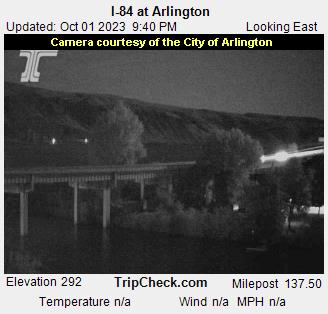 I-84 at Arlington
Updated: Oct 01 2023 9:40 PM Looking East
Camera courtesy of the City of Arlington
Elevation 292 TripCheck.com Milepost 137.50
Temperature n/a Wind n/a MPH n/a